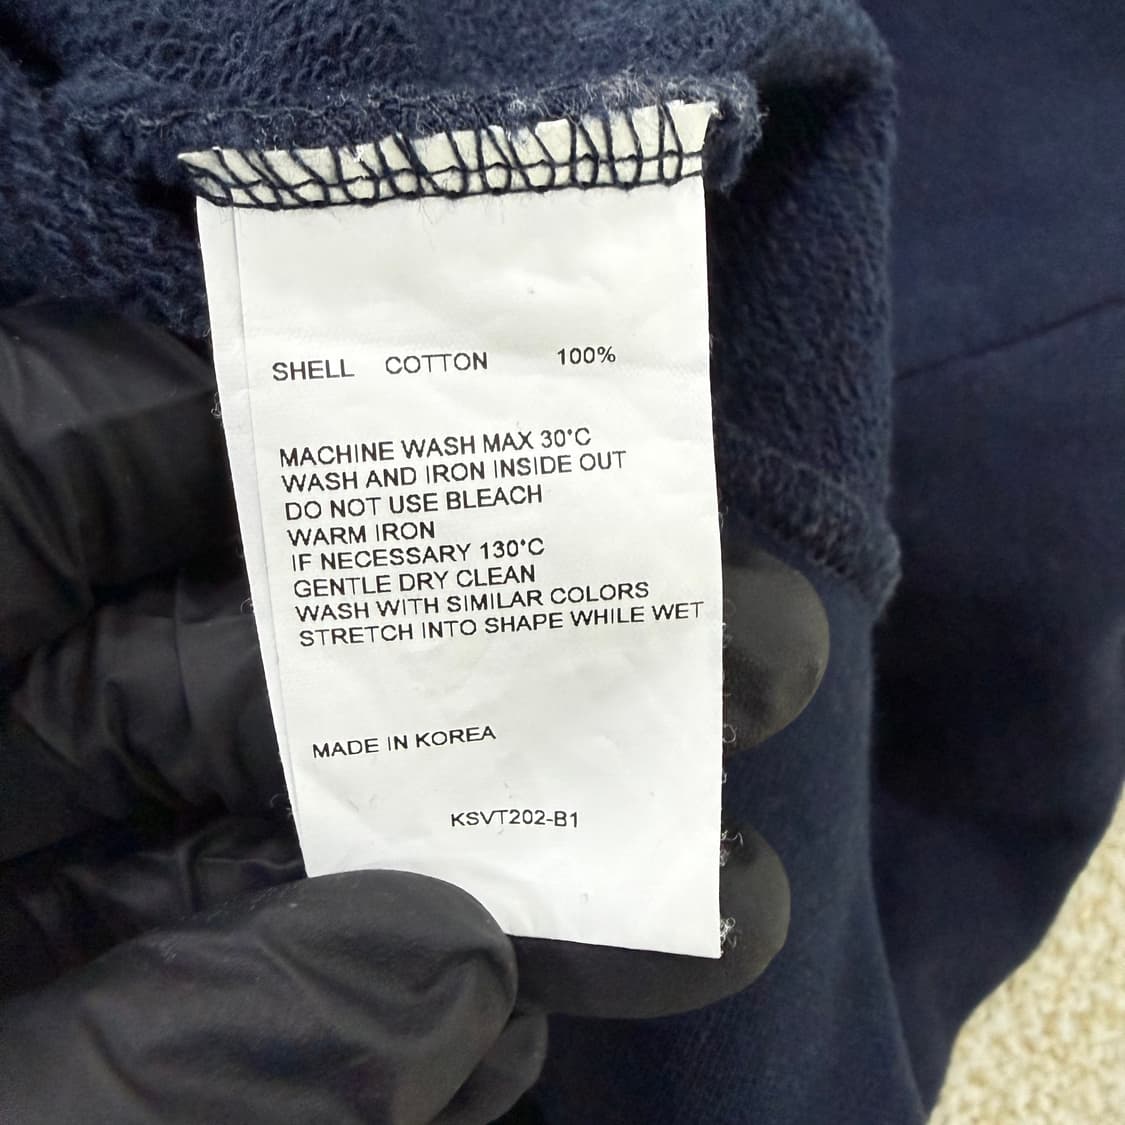 SHELL COTTON 100%
MACHINE WASH MAX 30°C
WASH AND IRON INSIDE OUT
DO NOT USE BLEACH
WARM IRON
IF NECESSARY 130°C
GENTLE DRY CLEAN
WASH WITH SIMILAR COLORS
STRETCH INTO SHAPE WHILE WET
MADE IN KOREA
KSVT202-B1